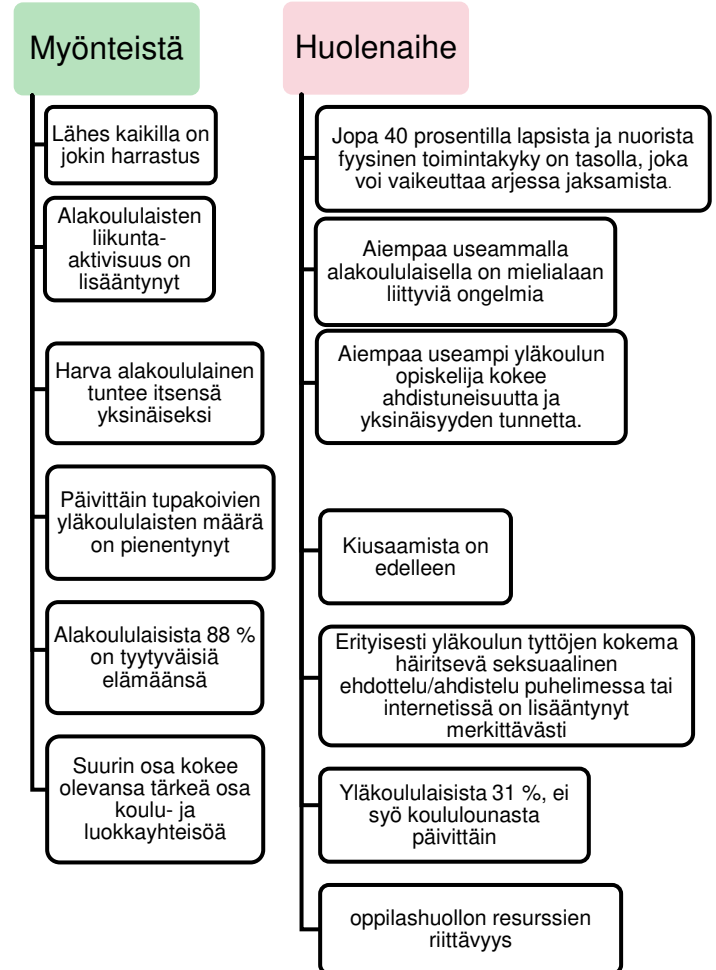 Myönteistä
Lähes kaikilla on
jokin harrastus
Alakoululaisten
liikunta-
aktivisuus on
lisääntynyt
Harva alakoululainen
tuntee itsensä
yksinäiseksi
Päivittäin tupakoivien
yläkoululaisten määrä
on pienentynyt
Alakoululaisista 88 %
on tyytyväisiä
elämäänsä
Suurin osa kokee
olevansa tärkeä osa
koulu- ja
luokkayhteisöä
Huolenaihe
Jopa 40 prosentilla lapsista ja nuorista
fyysinen toimintakyky on tasolla, joka
voi vaikeuttaa arjessa jaksamista.
Aiempaa useammalla
alakoululaisella on mielialaan
liittyviä ongelmia
Aiempaa useampi yläkoulun
opiskelija kokee
ahdistuneisuutta ja
yksinäisyyden tunnetta.
Kiusaamista on
edelleen
Erityisesti yläkoulun tyttöjen kokema
häiritsevä seksuaalinen
ehdottelu/ahdistelu puhelimessa tai
internetissä on lisääntynyt
merkittävästi
Yläkoululaisista 31 %, ei
syö koululounasta
päivittäin
oppilashuollon resurssien
riittävyys